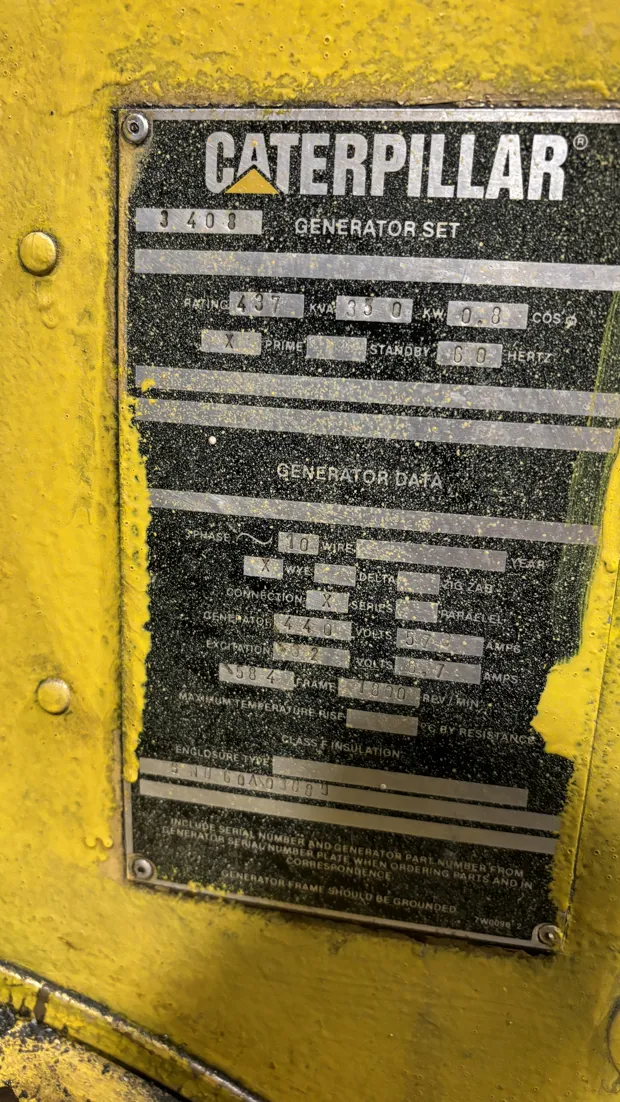 CATERPILLAR®
3408 GENERATOR SET
RATING 437 KVA 350 KW 0.8 COS ø
X PRIME STANDBY 60 HERTZ
GENERATOR DATA
PHASE 10 WIRE YEAR
X WYE DELTA ZIG ZAG
CONNECTION X SERIES PARALLEL
GENERATOR 440 VOLTS AMPS
EXCITATION VOLTS AMPS
584 FRAME 1800 REV/MIN
MAXIMUM TEMPERATURE RISE °C BY RESISTANCE
CLASS F INSULATION
ENCLOSURE TYPE
INCLUDE SERIAL NUMBER AND GENERATOR PART NUMBER FROM
GENERATOR SERIAL NUMBER PLATE WHEN ORDERING PARTS AND IN
CORRESPONDENCE
GENERATOR FRAME SHOULD BE GROUNDED